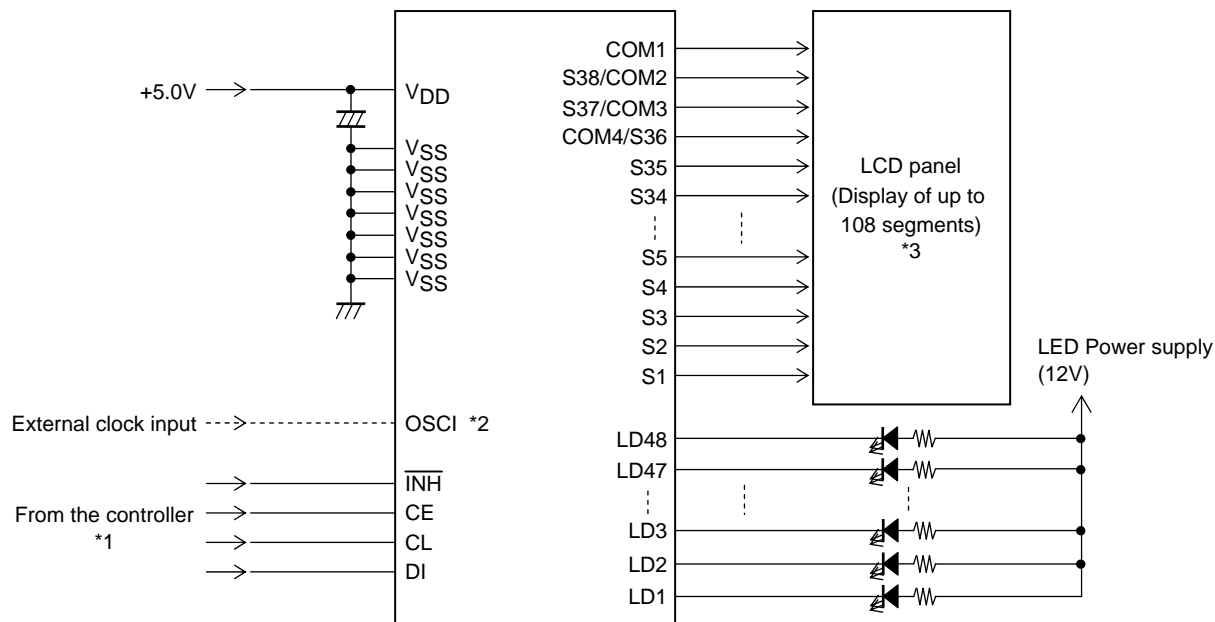 +5.0V
VDD
VSS
VSS
VSS
VSS
VSS
VSS
VSS
External clock input
OSCI *2
INH
From the controller
*1
CE
CL
DI
COM1
S38/COM2
S37/COM3
COM4/S36
S35
S34
S5
S4
S3
S2
S1
LD48
LD47
LD3
LD2
LD1
LCD panel
(Display of up to
108 segments)
*3
LED Power supply
(12V)